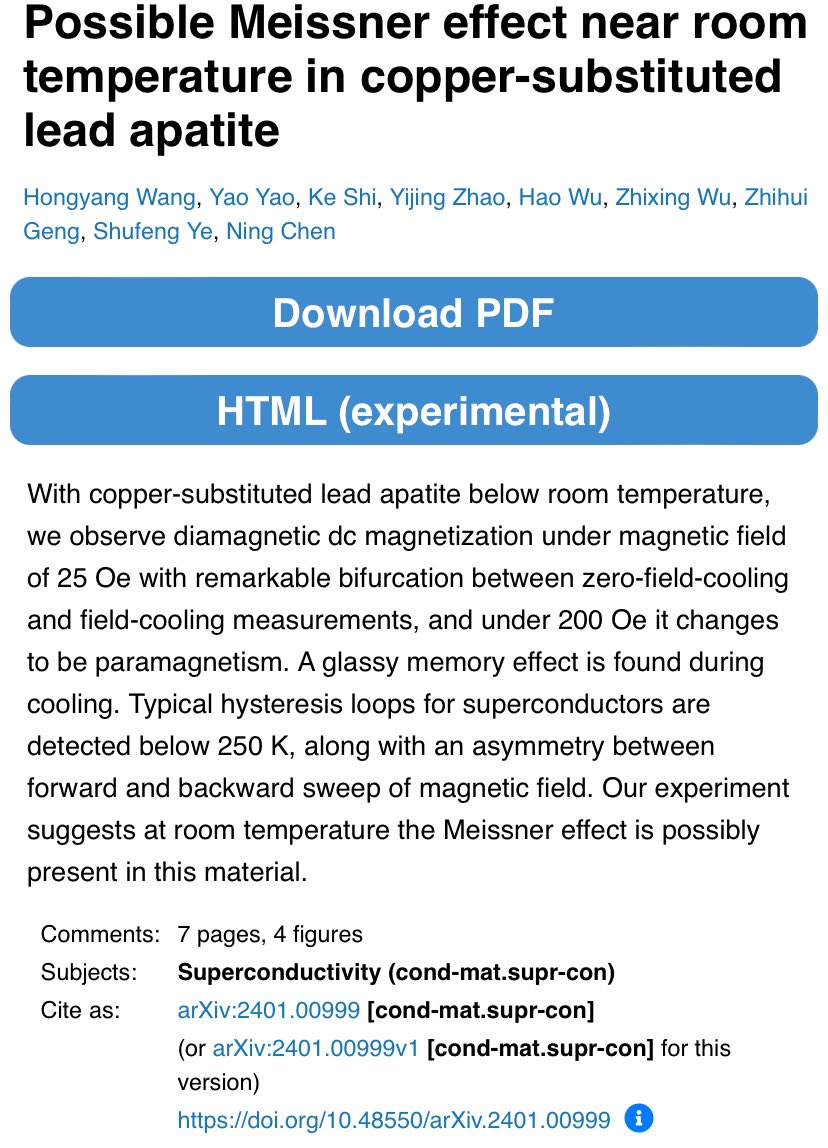 Possible Meissner effect near room
temperature in copper-substituted
lead apatite
Hongyang Wang, Yao Yao, Ke Shi, Yijing Zhao, Hao Wu, Zhixing Wu, Zhihui
Geng, Shufeng Ye, Ning Chen
Download PDF
HTML (experimental)
With copper-substituted lead apatite below room temperature,
we observe diamagnetic dc magnetization under magnetic field
of 25 Oe with remarkable bifurcation between zero-field-cooling
and field-cooling measurements, and under 200 Oe it changes
to be paramagnetism. A glassy memory effect is found during
cooling. Typical hysteresis loops for superconductors are
detected below 250 K, along with an asymmetry between
forward and backward sweep of magnetic field. Our experiment
suggests at room temperature the Meissner effect is possibly
present in this material.
Comments: 7 pages, 4 figures
Subjects: Superconductivity (cond-mat.supr-con)
Cite as: arXiv:2401.00999 [cond-mat.supr-con]
(or arXiv:2401.00999v1 [cond-mat.supr-con] for this
version)
https://doi.org/10.48550/arXiv.2401.00999